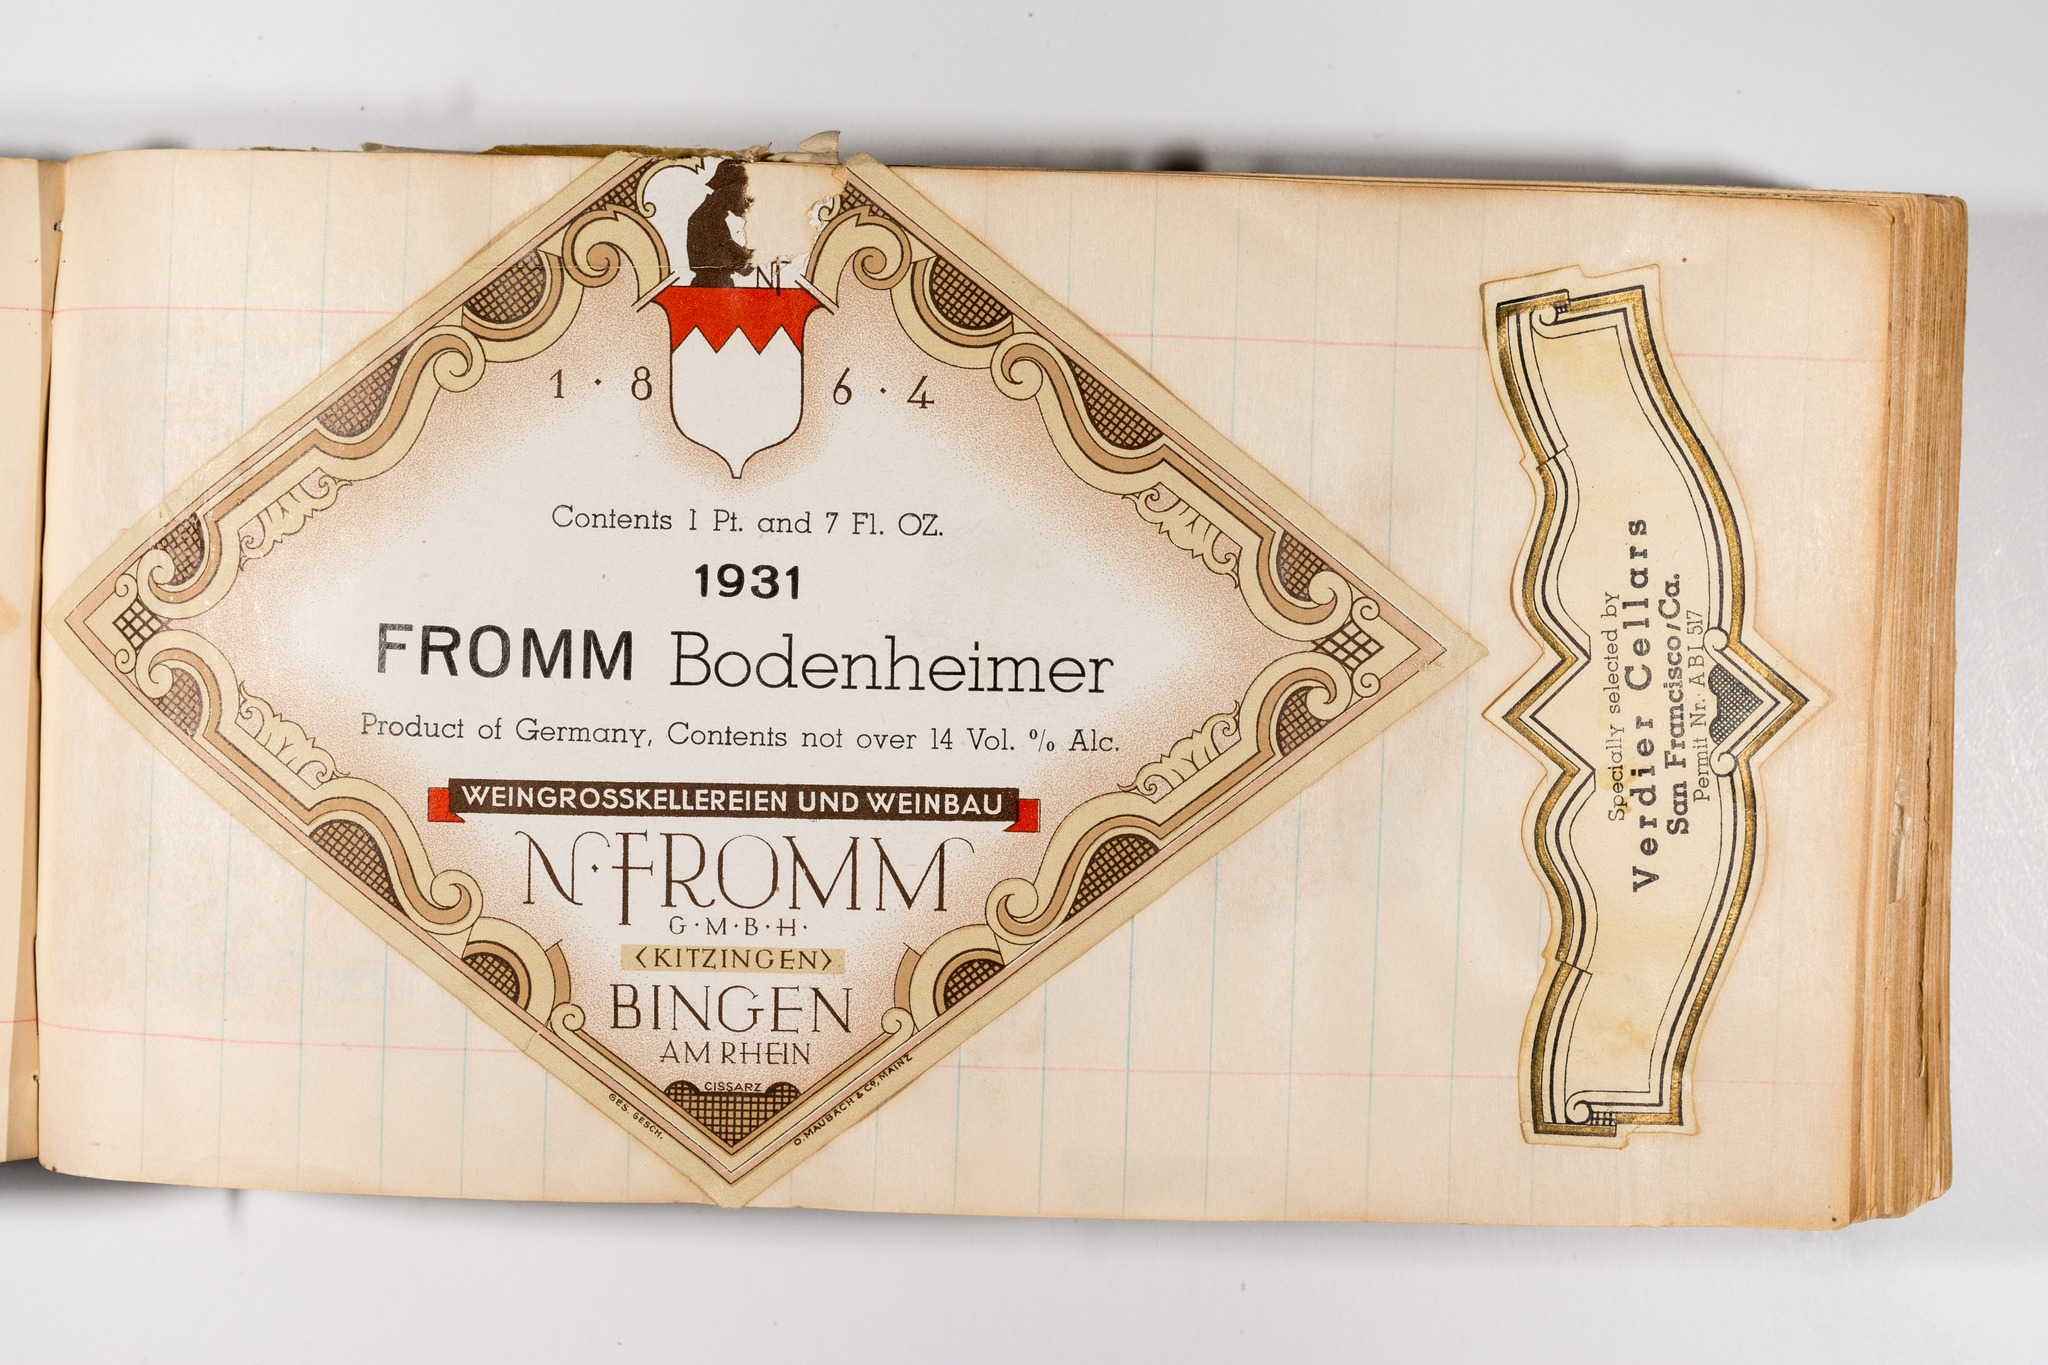 NF
1 · 8 6 · 4
Contents 1 Pt. and 7 Fl. OZ.
1931
FROMM Bodenheimer
Product of Germany, Contents not over 14 Vol. % Alc.
WEINGROSSKELLEREIEN UND WEINBAU
N·FROMM
G·M·B·H·
<KITZINGEN>
BINGEN
AM RHEIN
CISSARZ
GES. GESCH.
O. MAUBACH & Co, MAINZ
Specially selected by
Verdier Cellars
San Francisco/Ca.
Permit Nr. ABI 517